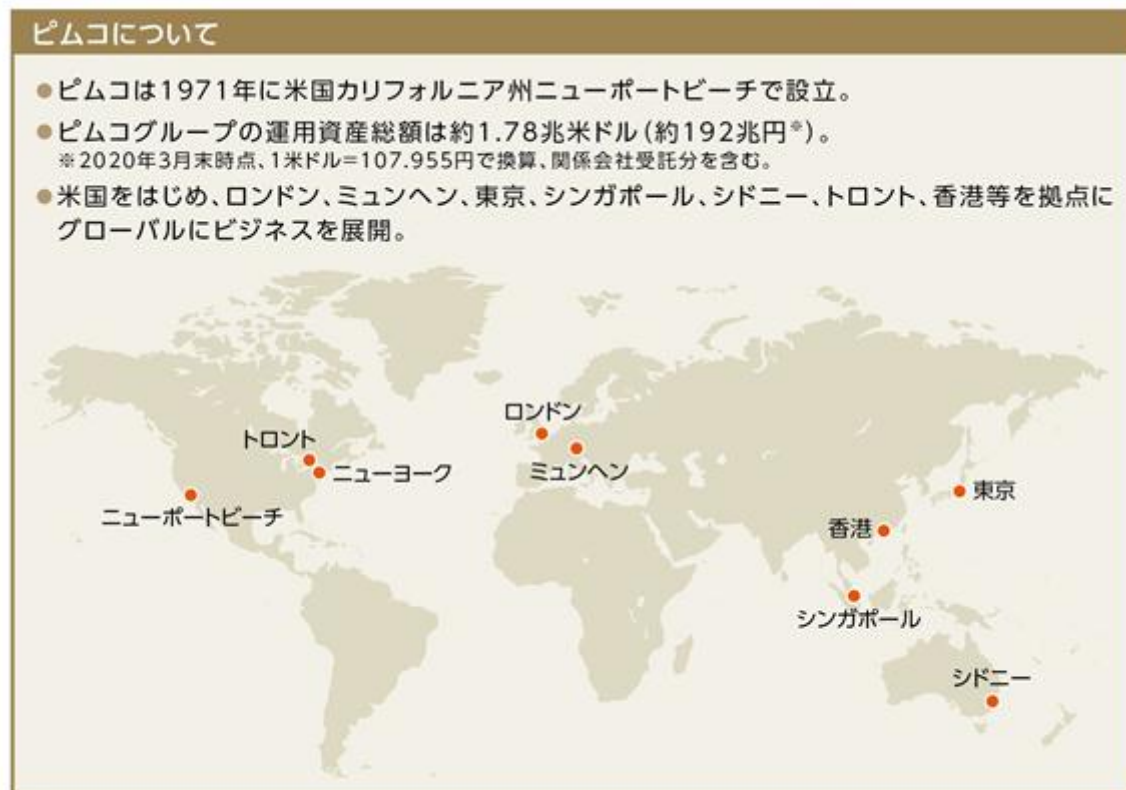 ピムコについて
●ピムコは1971年に米国カリフォルニア州ニューポートビーチで設立。
●ピムコグループの運用資産総額は約1.78兆米ドル(約192兆円※)。
※2020年3月末時点、1米ドル=107.955円で換算、関係会社受託分を含む。
●米国をはじめ、ロンドン、ミュンヘン、東京、シンガポール、シドニー、トロント、香港等を拠点に
グローバルにビジネスを展開。
ロンドン
トロント
ミュンヘン
ニューヨーク
東京
ニューポートビーチ
香港
シンガポール
シドニー